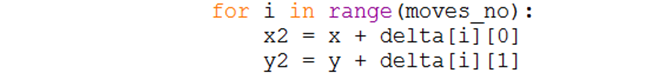 for i in range(moves_no):
    x2 = x + delta[i][0]
    y2 = y + delta[i][1]